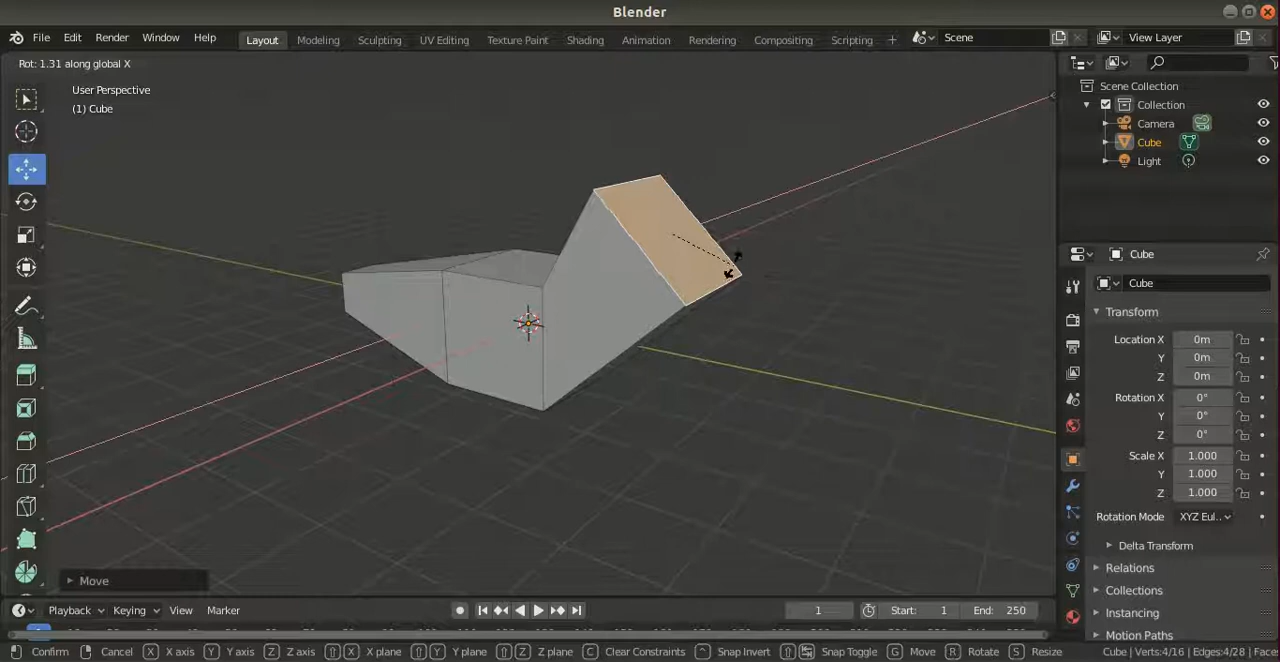 Blender
File Edit Render Window Help Layout Modeling Sculpting UV Editing Texture Paint Shading Animation Rendering Compositing Scripting + Scene View Layer
Rot: 1.31 along global X
User Perspective
(1) Cube
Scene Collection
Collection
Camera
Cube
Light
Cube
Cube
Transform
Location X 0m
Y 0m
Z 0m
Rotation X 0°
Y 0°
Z 0°
Scale X 1.000
Y 1.000
Z 1.000
Rotation Mode XYZ Eul..
Delta Transform
Relations
Collections
Instancing
Motion Paths
Move
Playback Keying View Marker 1 Start: 1 End: 250
Confirm Cancel X X axis Y Y axis Z Z axis X X plane Y Y plane Z Z plane C Clear Constraints Snap Invert Snap Toggle G Move R Rotate S Resize Cube | Verts:4/16 | Edges:4/28 | Face